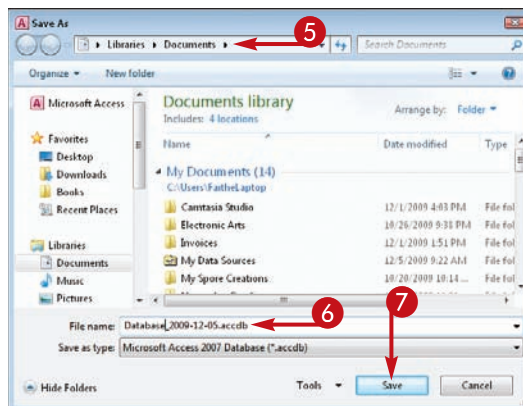 Save As
5
Libraries ▸ Documents ▸
Search Documents
Organize
New folder
Microsoft Access
Favorites
Desktop
Downloads
Books
Recent Places
Libraries
Documents
Music
Pictures
Documents library
Includes: 4 locations
Arrange by: Folder
Name
Date modified
Type
My Documents (14)
C:\Users\FaitheLaptop
Camtasia Studio
12/1/2009 4:03 PM
File fol
Electronic Arts
10/26/2009 9:31 PM
File fol
Invoices
12/1/2009 1:51 PM
File fol
My Data Sources
12/5/2009 9:22 AM
File fol
My Spore Creations
10/20/2009 10:14 ...
File fol
6
7
File name: Database_2009-12-05.accdb
Save as type: Microsoft Access 2007 Database (*.accdb)
Hide Folders
Tools
Save
Cancel